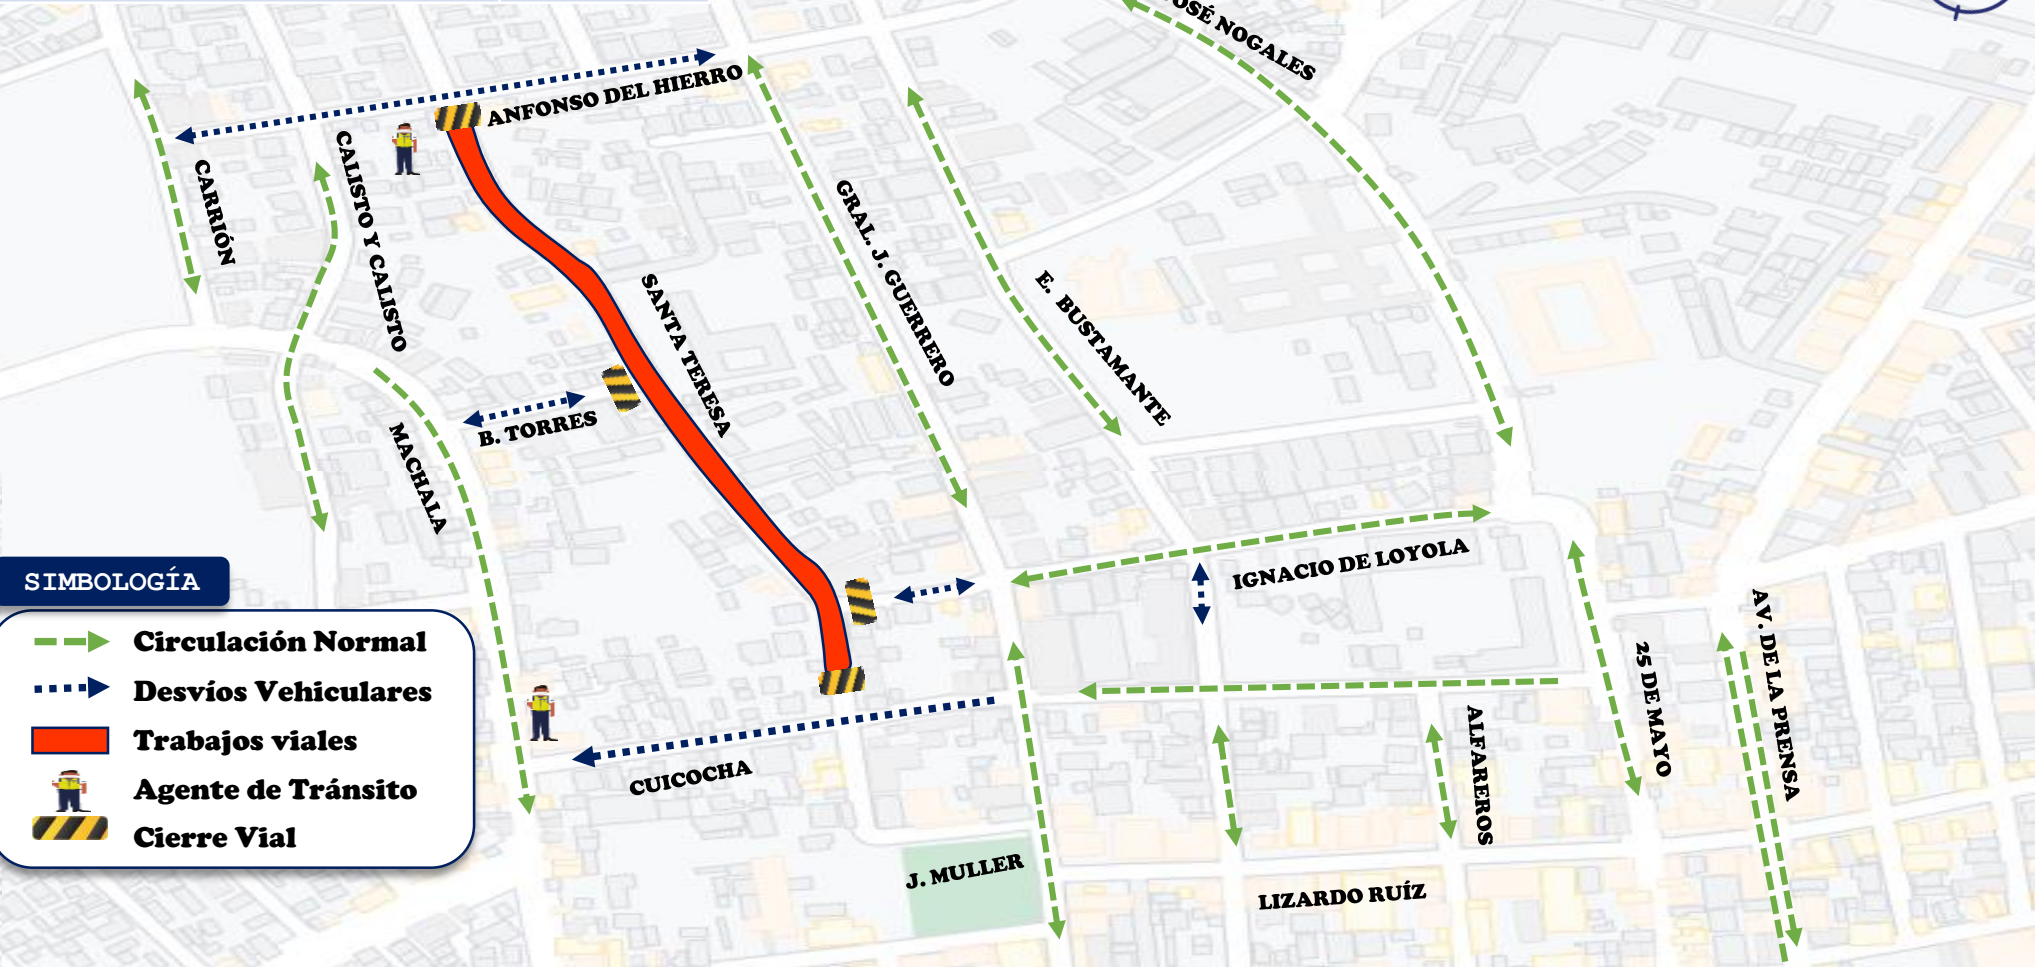 JOSÉ NOGALES
ANFONSO DEL HIERRO
CARRIÓN
CALISTO Y CALISTO
GRAL. J. GUERRERO
SANTA TERESA
E. BUSTAMANTE
B. TORRES
MACHALA
IGNACIO DE LOYOLA
AV. DE LA PRENSA
25 DE MAYO
ALFAREROS
CUICOCHA
J. MULLER
LIZARDO RUÍZ
SIMBOLOGÍA
Circulación Normal
Desvíos Vehiculares
Trabajos viales
Agente de Tránsito
Cierre Vial